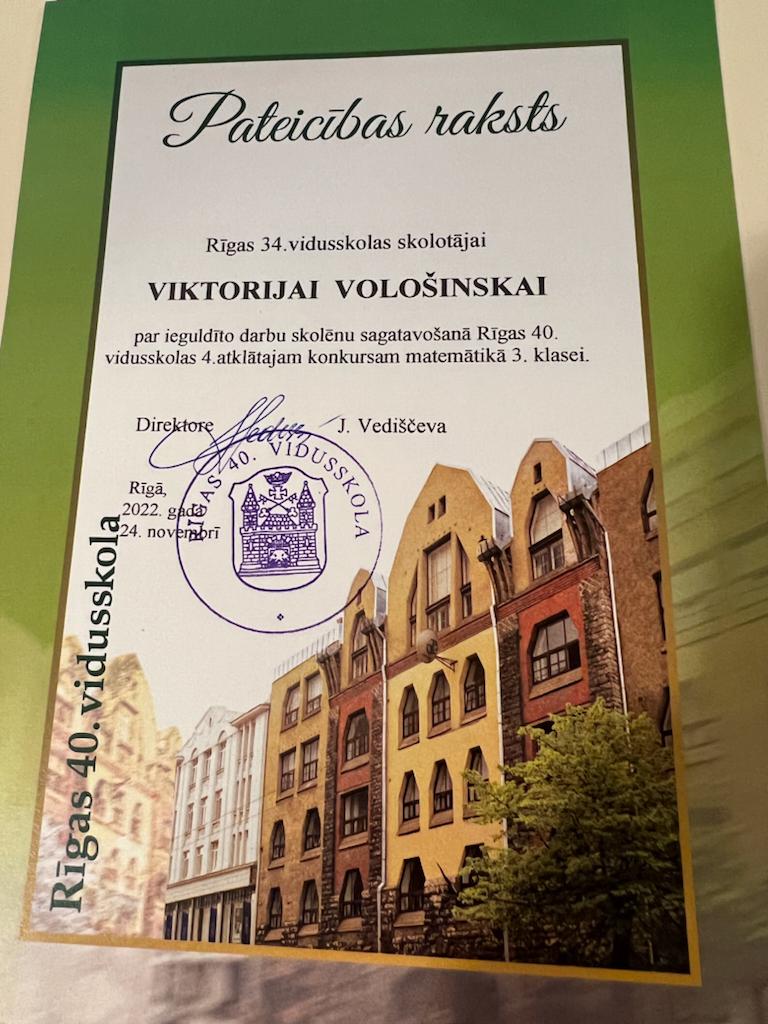 Pateicības raksts
Rīgas 34.vidusskolas skolotājai
VIKTORIJAI VOLOŠINSKAI
par ieguldīto darbu skolēnu sagatavošanā Rīgas 40.
vidusskolas 4.atklātajam konkursam matemātikā 3. klasei.
Direktore J. Vediščeva
Rīgā,
2022. gada
24. novembrī
RĪGAS 40. VIDUSSKOLA
Rīgas 40.vidusskola